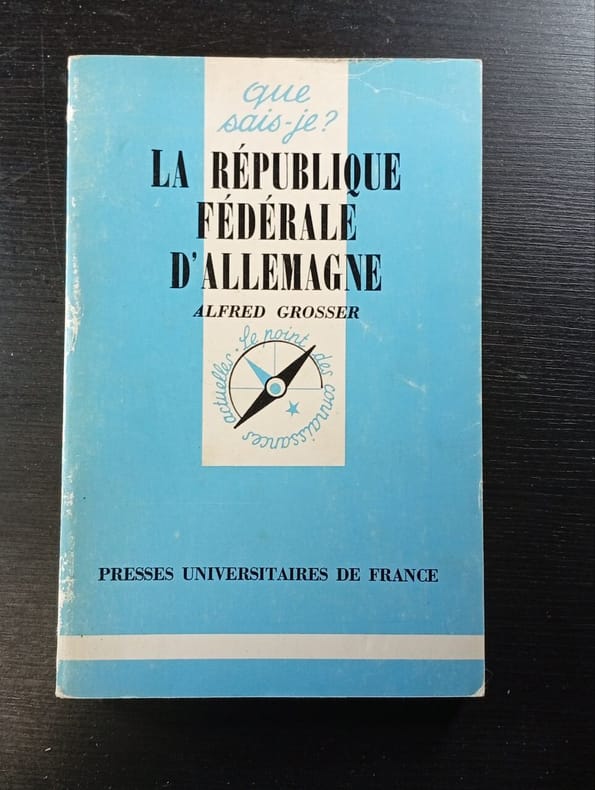 que
sais-je?
LA RÉPUBLIQUE
FÉDÉRALE
D'ALLEMAGNE
ALFRED GROSSER
Le point des connaissances actuelles.
PRESSES UNIVERSITAIRES DE FRANCE